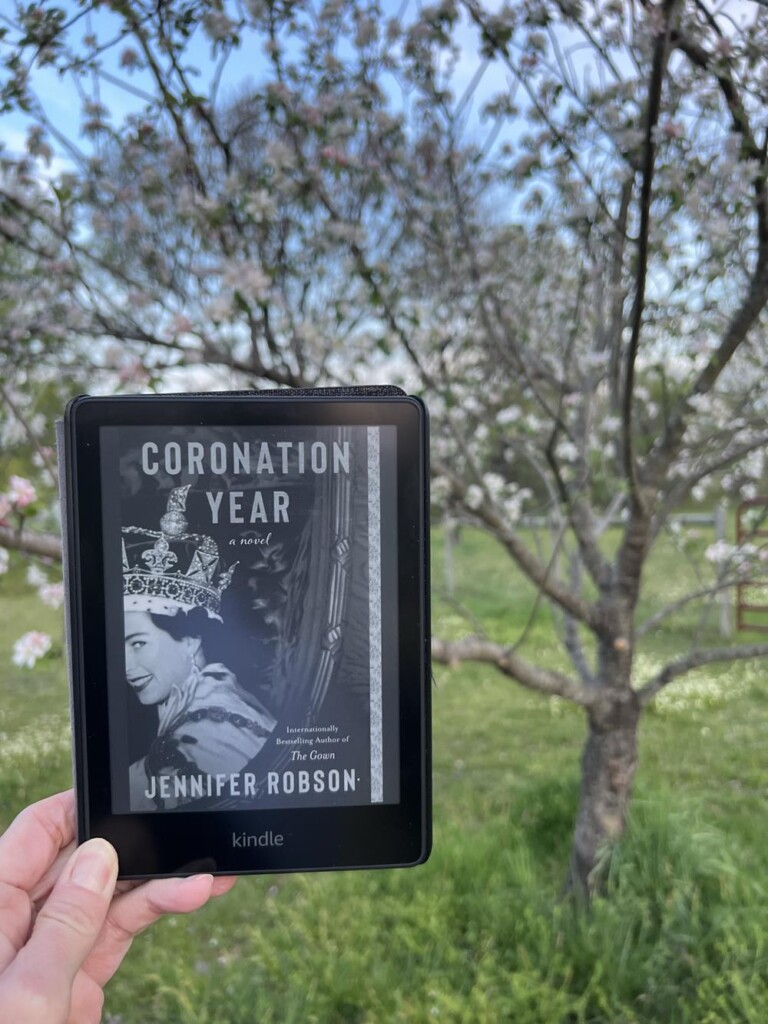 CORONATION
YEAR
a novel
Internationally
Bestselling Author of
The Gown
JENNIFER ROBSON
kindle